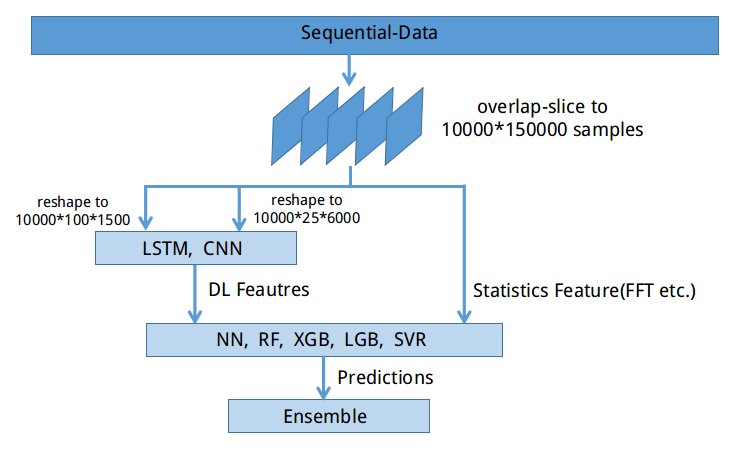 Sequential-Data
overlap-slice to
10000*150000 samples
reshape to
10000*100*1500
reshape to
10000*25*6000
LSTM, CNN
DL Feautres
Statistics Feature(FFT etc.)
NN, RF, XGB, LGB, SVR
Predictions
Ensemble